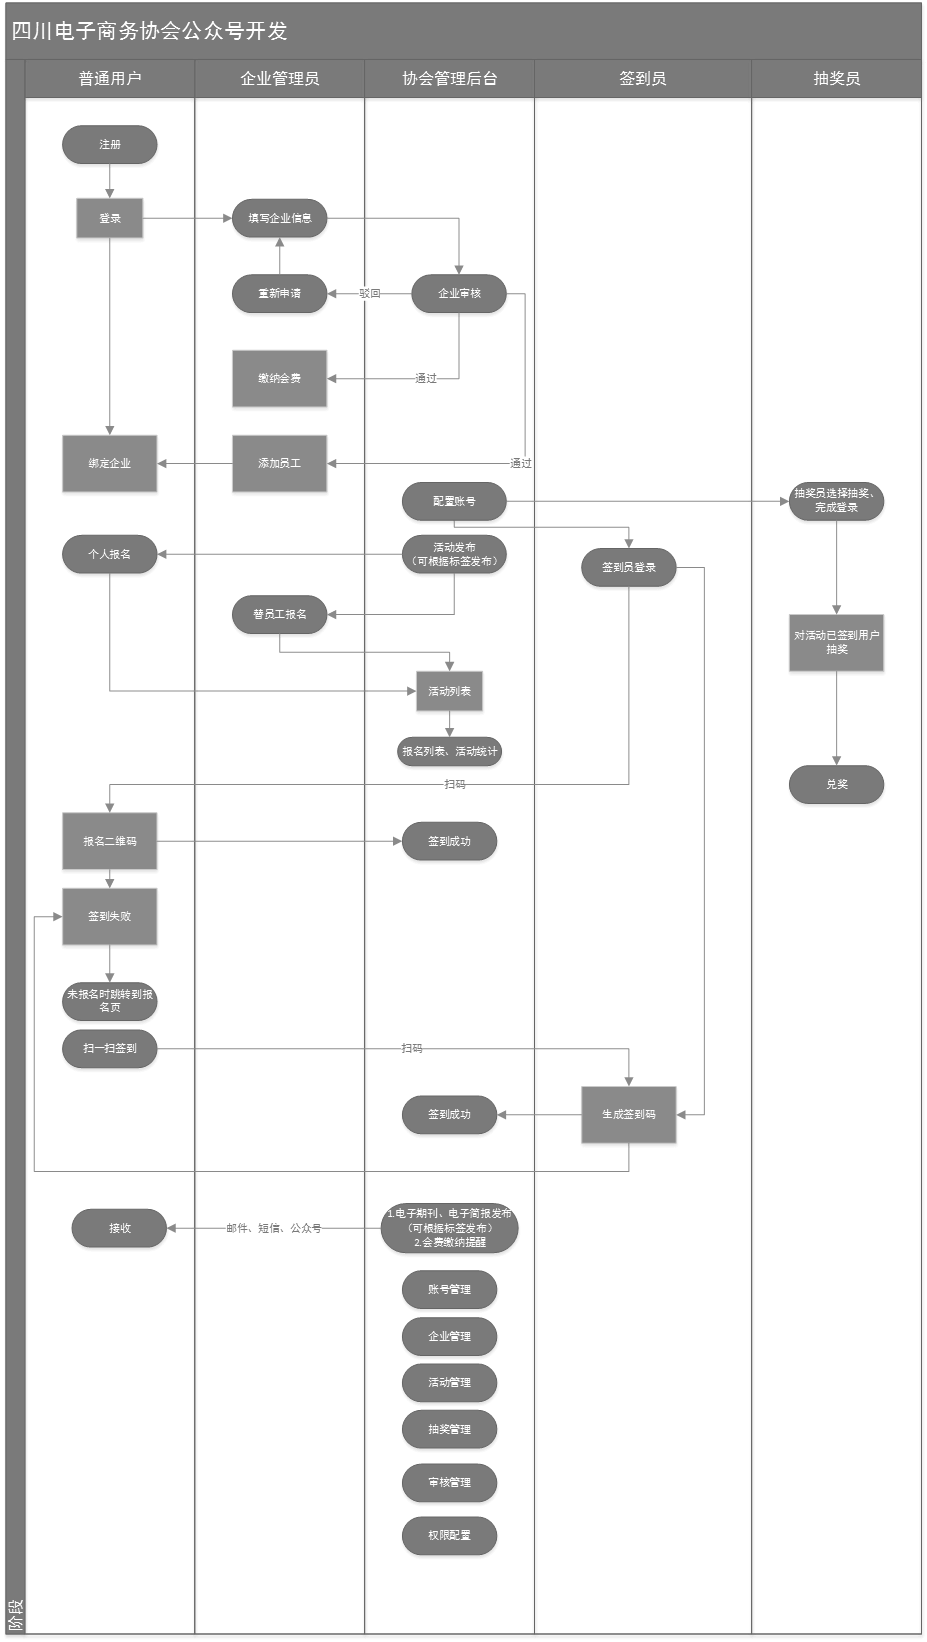 四川电子商务协会公众号开发
普通用户
企业管理员
协会管理后台
签到员
抽奖员
注册
登录
填写企业信息
重新申请
驳回
企业审核
缴纳会费
通过
绑定企业
添加员工
通过
配置账号
抽奖员选择抽奖、
完成登录
个人报名
活动发布
（可根据标签发布）
签到员登录
替员工报名
对活动已签到用户
抽奖
活动列表
报名列表、活动统计
扫码
兑奖
报名二维码
签到成功
签到失败
未报名时跳转到报
名页
扫一扫签到
扫码
签到成功
生成签到码
接收
邮件、短信、公众号
1.电子期刊、电子简报发布
（可根据标签发布）
2.会费缴纳提醒
账号管理
企业管理
活动管理
抽奖管理
审核管理
权限配置
阶段